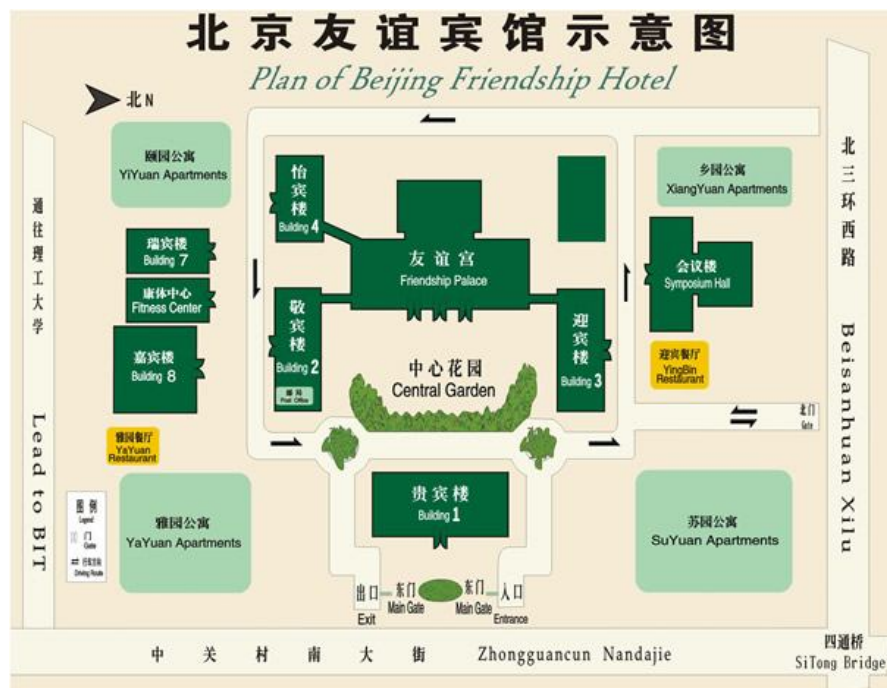 北京友谊宾馆示意图
Plan of Beijing Friendship Hotel
北 N
颐园公寓
YiYuan Apartments
怡宾楼
Building 4
乡园公寓
XiangYuan Apartments
北三环西路
Beisanhuan Xilu
通往理工大学
Lead to BIT
瑞宾楼
Building 7
康体中心
Fitness Center
嘉宾楼
Building 8
友谊宫
Friendship Palace
会议楼
Symposium Hall
敬宾楼
Building 2
邮局
Post Office
迎宾楼
Building 3
中心花园
Central Garden
迎宾餐厅
YingBin
Restaurant
北门
Gate
雅园餐厅
YaYuan
Restaurant
贵宾楼
Building 1
图例
Legend
门
Gate
行车方向
Driving Route
雅园公寓
YaYuan Apartments
苏园公寓
SuYuan Apartments
出口
Exit
东门
Main Gate
东门
Main Gate
入口
Entrance
中关村南大街 Zhongguancun Nandajie
四通桥
SiTong Bridge